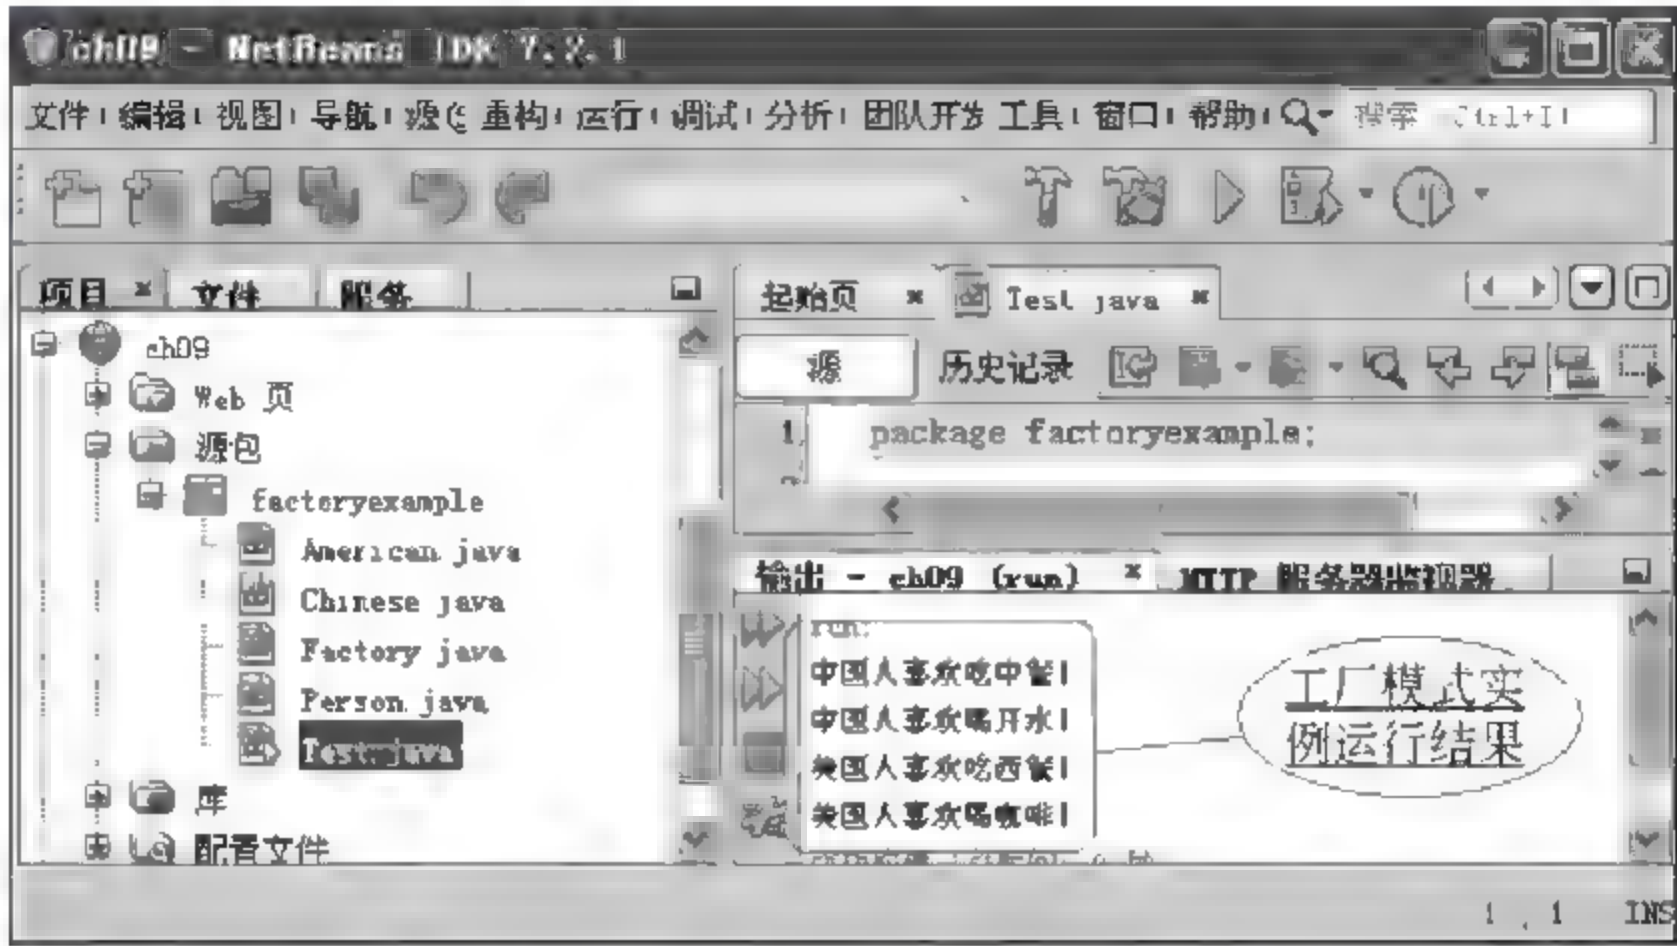 ch09 - NetBeans IDE 7.2.1
文件 编辑 视图 导航 源 重构 运行 调试 分析 团队开发 工具 窗口 帮助 搜索 Ctrl+I
项目 文件 服务
起始页 Test java
ch09
源 历史记录
Web 页
1 package factoryexample;
源包
factoryexample
American java
Chinese java
Factory java
Person java
Test java
库
配置文件
输出 - ch09 (run) HTTP 服务器监视器
run:
中国人喜欢吃中餐!
中国人喜欢喝开水!
美国人喜欢吃西餐!
美国人喜欢喝咖啡!
工厂模式实
例运行结果
1 , 1 INS